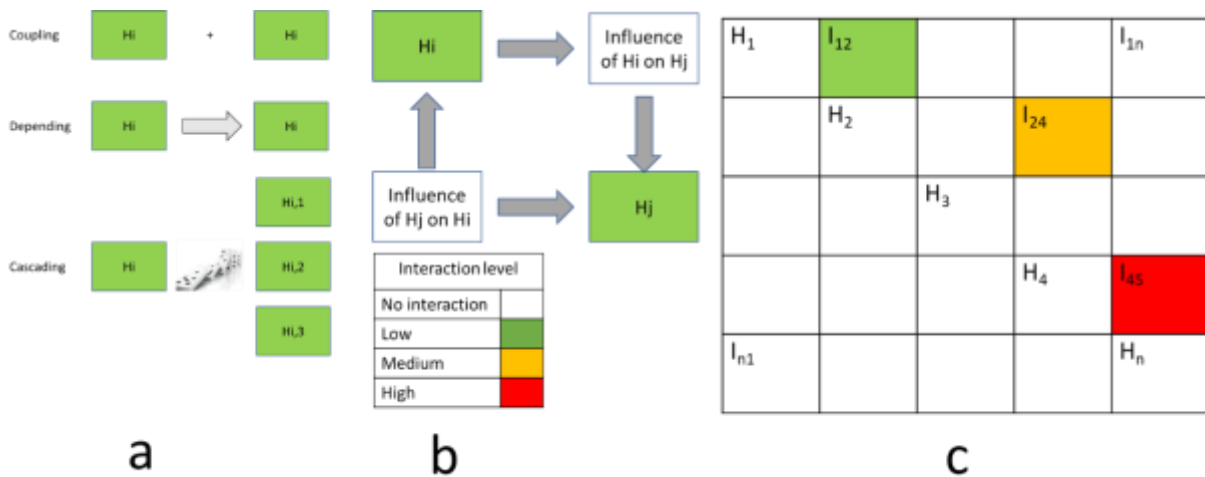 Coupling
Hi
+
Hi
Depending
Hi
Hi
Cascading
Hi
Hi,1
Hi,2
Hi,3
a
Hi
Influence
of Hi on Hj
Influence
of Hj on Hi
Hj
Interaction level
No interaction
Low
Medium
High
b
H1 I12 I1n
H2 I24
H3
H4 I45
In1 Hn
c